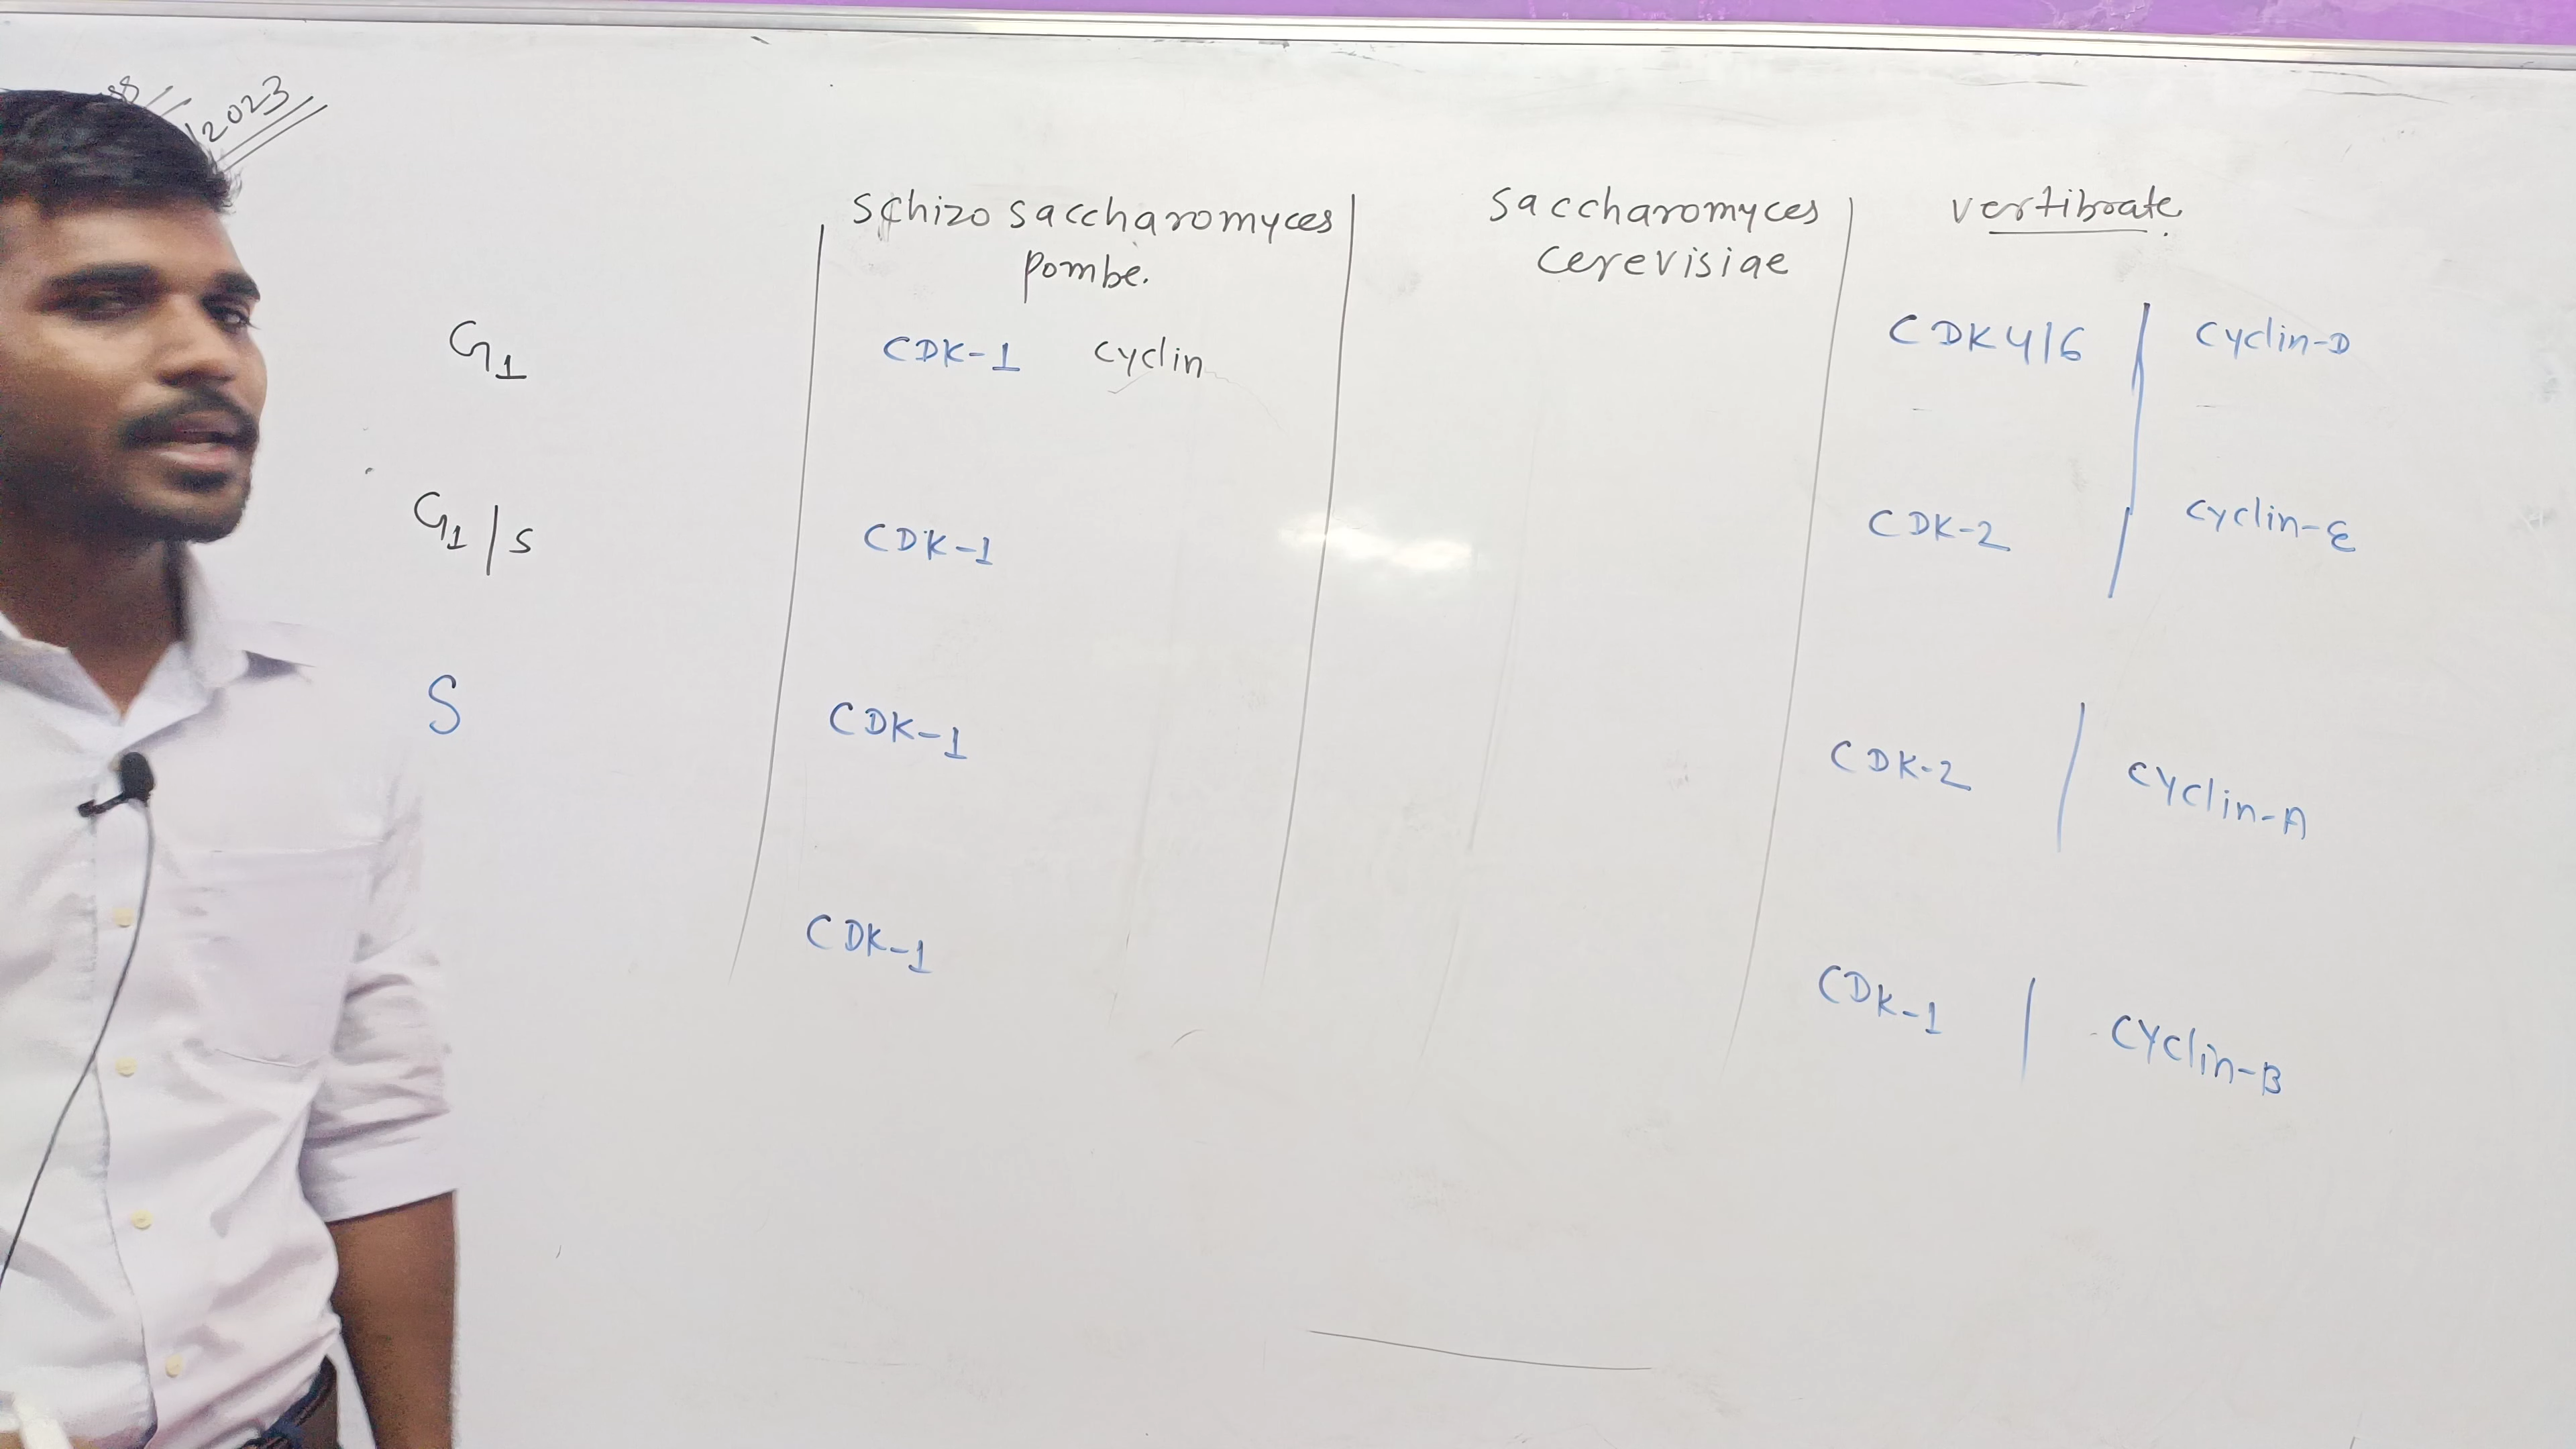 /2023
schizo saccharomyces
pombe.
saccharomyces
cerevisiae
vertibrate
G1 CDK-1 cyclin CDK4/6 cyclin-D
G1/s CDK-1 CDK-2 cyclin-E
S CDK-1 CDK-2 cyclin-A
CDK-1 CDK-1 cyclin-B